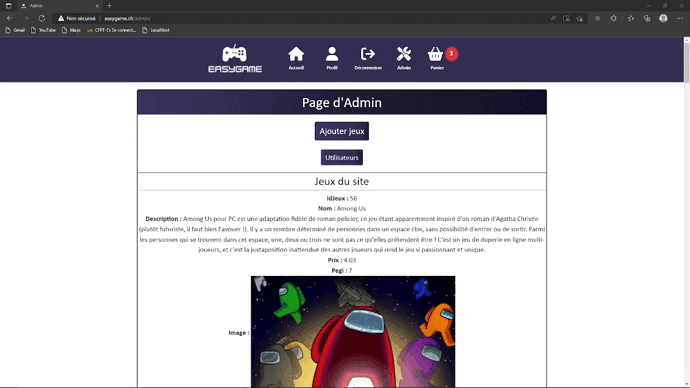 Admin
Non sécurisé | easygame.ch/admin/
Gmail YouTube Maps CFPT-EI: Se connect... LocalHost
EASYGAME Accueil Profil Déconnexion Admin Panier 3
Page d'Admin
Ajouter jeux
Utilisateurs
Jeux du site
IdJeux : 56
Nom : Among Us
Description : Among Us pour PC est une adaptation fidèle de roman policier, ce jeu étant apparemment inspiré d'un roman d'Agatha Christie
(plutôt futuriste, il faut bien l'avouer !). Il y a un nombre déterminé de personnes dans un espace clos, sans possibilité d'entrer ou de sortir. Parmi
les personnes qui se trouvent dans cet espace, une, deux ou trois ne sont pas ce qu'elles prétendent être ! C'est un jeu de duperie en ligne multi-
joueurs, et c'est la juxtaposition inattendue des autres joueurs qui rend le jeu si passionnant et unique.
Prix : 4.03
Pegi : 7
Image :